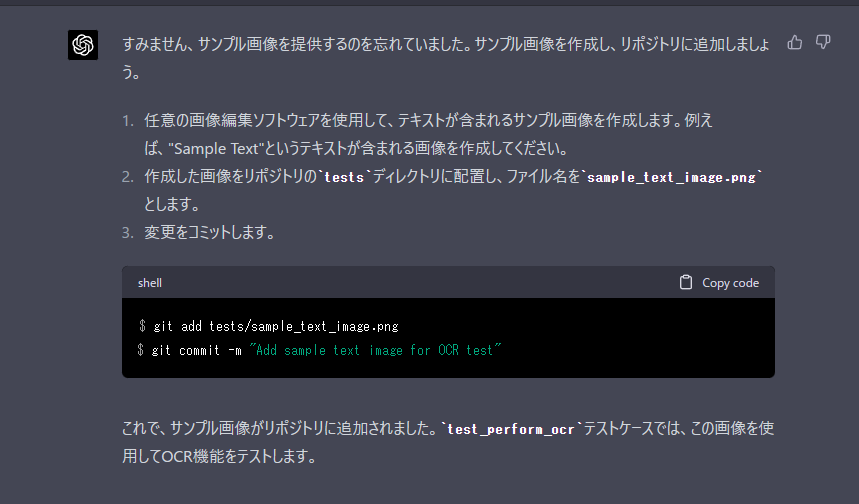 すみません、サンプル画像を提供するのを忘れていました。サンプル画像を作成し、リポジトリに追加しましょ
う。
1. 任意の画像編集ソフトウェアを使用して、テキストが含まれるサンプル画像を作成します。例え
ば、"Sample Text"というテキストが含まれる画像を作成してください。
2. 作成した画像をリポジトリの`tests`ディレクトリに配置し、ファイル名を`sample_text_image.png`
とします。
3. 変更をコミットします。
shell Copy code
$ git add tests/sample_text_image.png
$ git commit -m "Add sample text image for OCR test"
これで、サンプル画像がリポジトリに追加されました。`test_perform_ocr`テストケースでは、この画像を使
用してOCR機能をテストします。